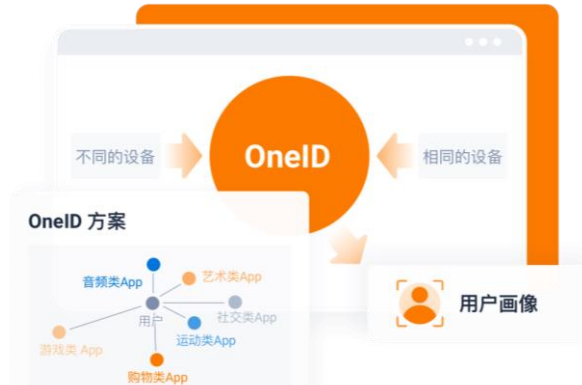 不同的设备
OneID
相同的设备
OneID 方案
音频类App
艺术类App
用户
社交类App
运动类App
游戏类 App
购物类App
用户画像